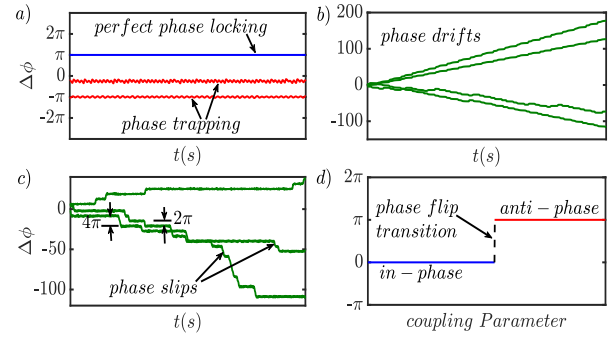 a)
2π
π
0
-π
-2π
Δϕ
perfect phase locking
phase trapping
t(s)
b)
200
100
0
-100
phase drifts
t(s)
c)
0
-50
-100
Δϕ
4π
2π
phase slips
t(s)
d)
2π
π
0
-π
phase flip
transition
anti-phase
in-phase
coupling Parameter